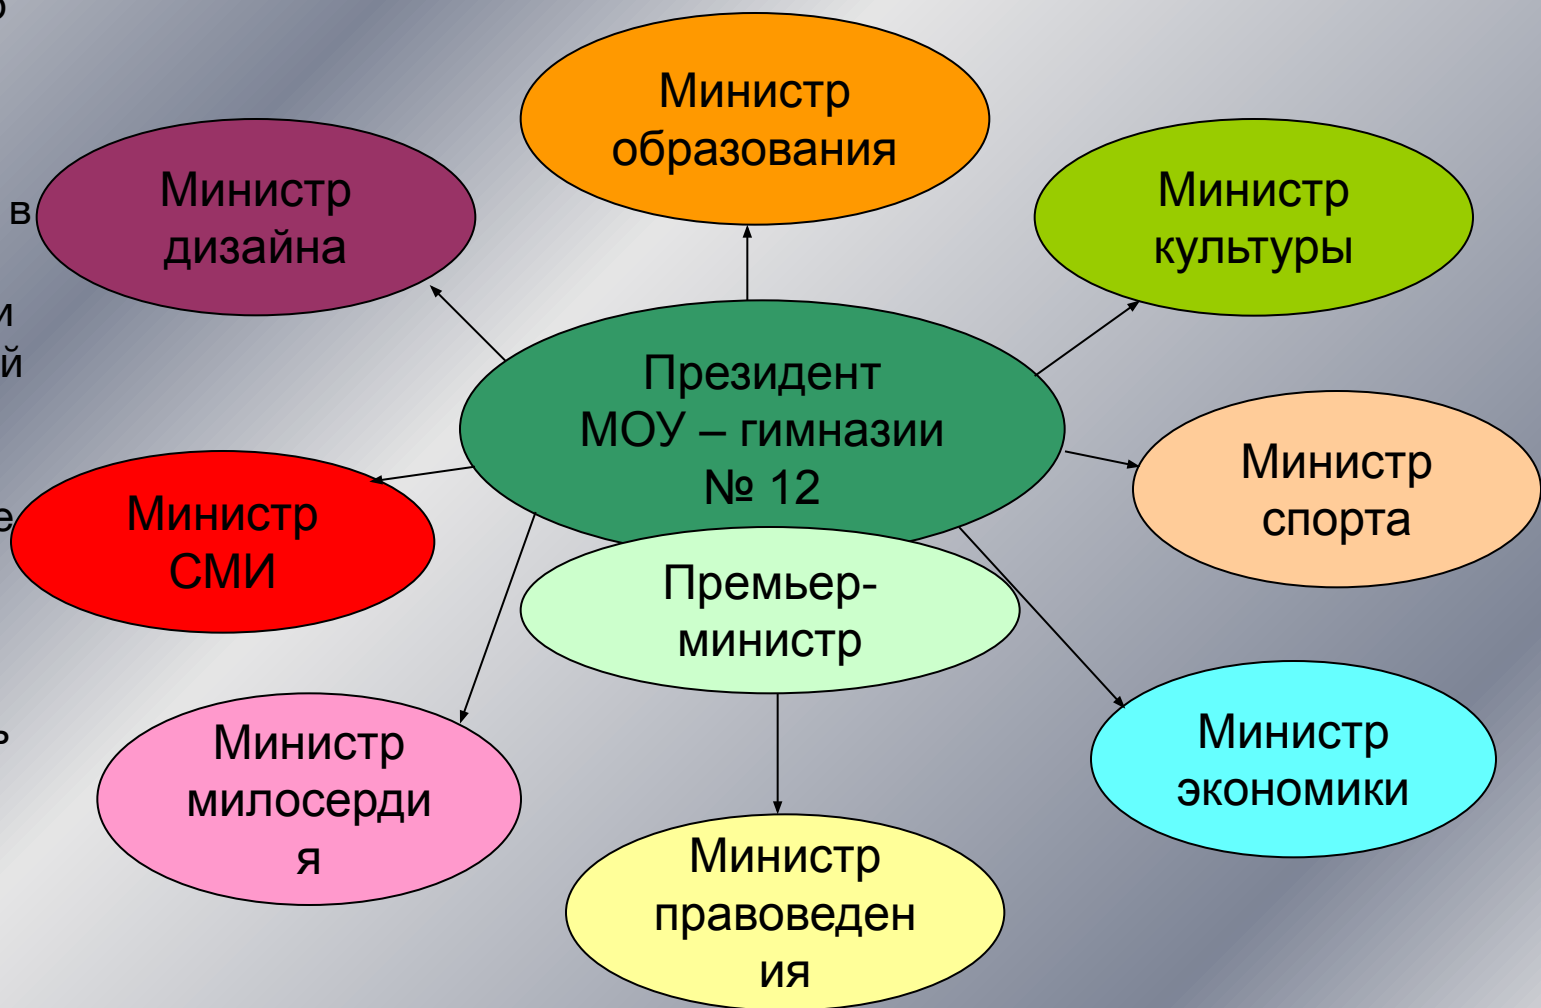 Министр
образования
Министр
дизайна
Министр
культуры
в
и
й
Президент
МОУ – гимназии
№ 12
Министр
спорта
е
Министр
СМИ
Премьер-
министр
ь
Министр
милосерди
я
Министр
экономики
Министр
правоведен
ия